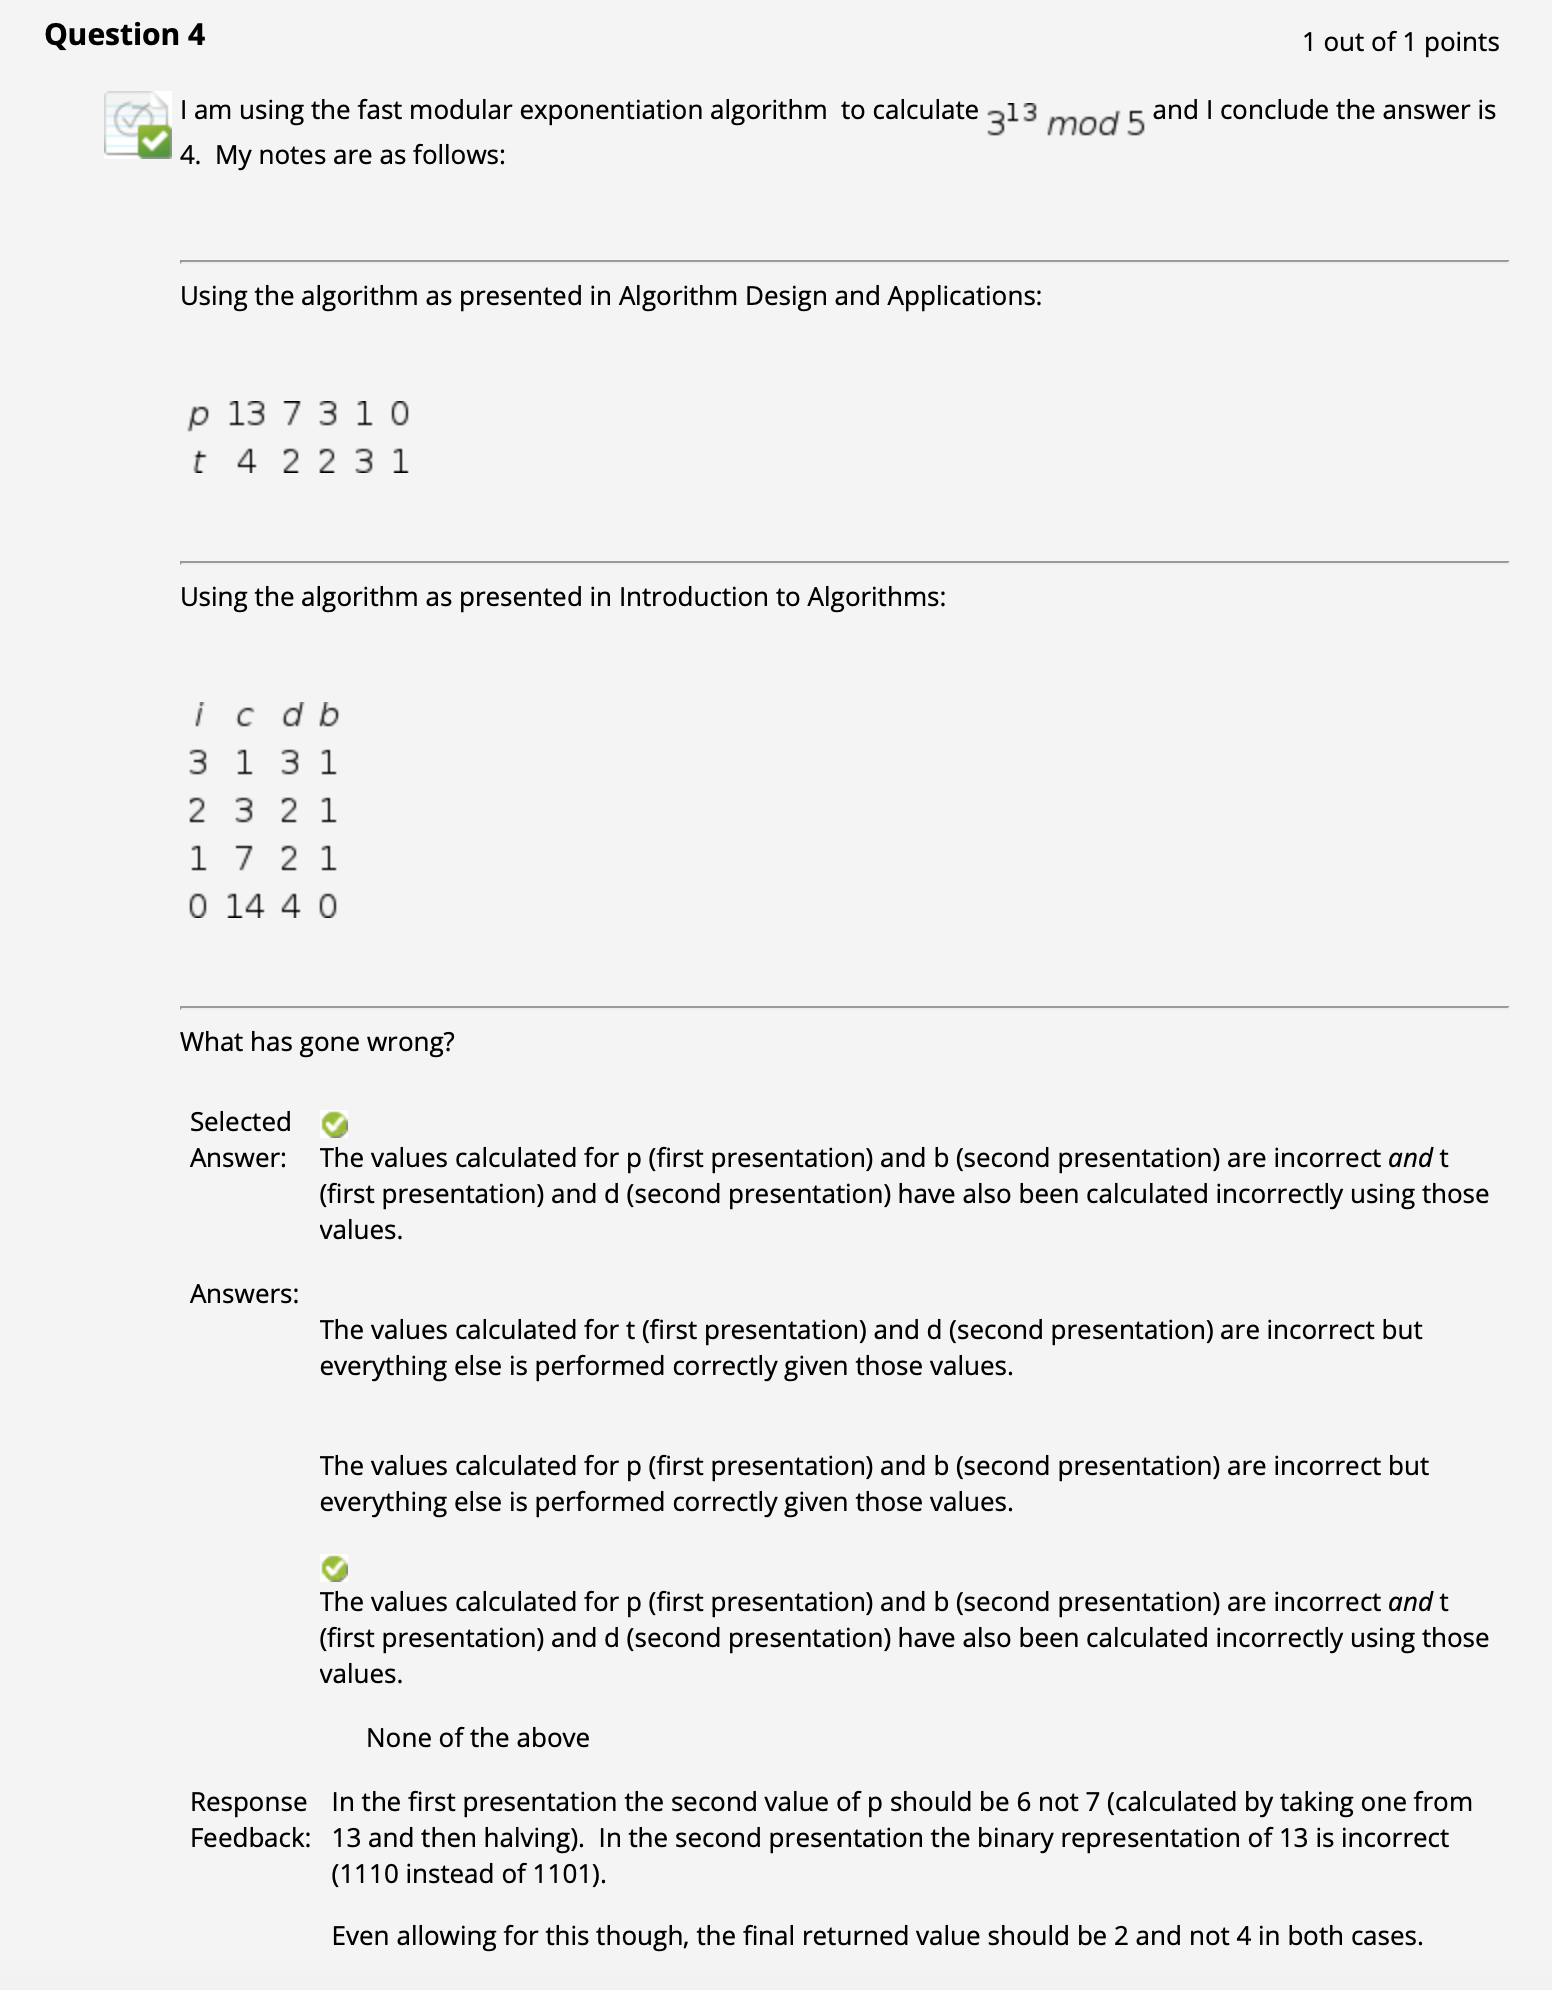 Question 4
1 out of 1 points
I am using the fast modular exponentiation algorithm to calculate 3^13 mod 5 and I conclude the answer is
4. My notes are as follows:
Using the algorithm as presented in Algorithm Design and Applications:
p 13 7 3 1 0
t 4 2 2 3 1
Using the algorithm as presented in Introduction to Algorithms:
i c d b
3 1 3 1
2 3 2 1
1 7 2 1
0 14 4 0
What has gone wrong?
Selected
Answer: The values calculated for p (first presentation) and b (second presentation) are incorrect and t
(first presentation) and d (second presentation) have also been calculated incorrectly using those
values.
Answers:
The values calculated for t (first presentation) and d (second presentation) are incorrect but
everything else is performed correctly given those values.
The values calculated for p (first presentation) and b (second presentation) are incorrect but
everything else is performed correctly given those values.
The values calculated for p (first presentation) and b (second presentation) are incorrect and t
(first presentation) and d (second presentation) have also been calculated incorrectly using those
values.
None of the above
Response In the first presentation the second value of p should be 6 not 7 (calculated by taking one from
Feedback: 13 and then halving). In the second presentation the binary representation of 13 is incorrect
(1110 instead of 1101).
Even allowing for this though, the final returned value should be 2 and not 4 in both cases.